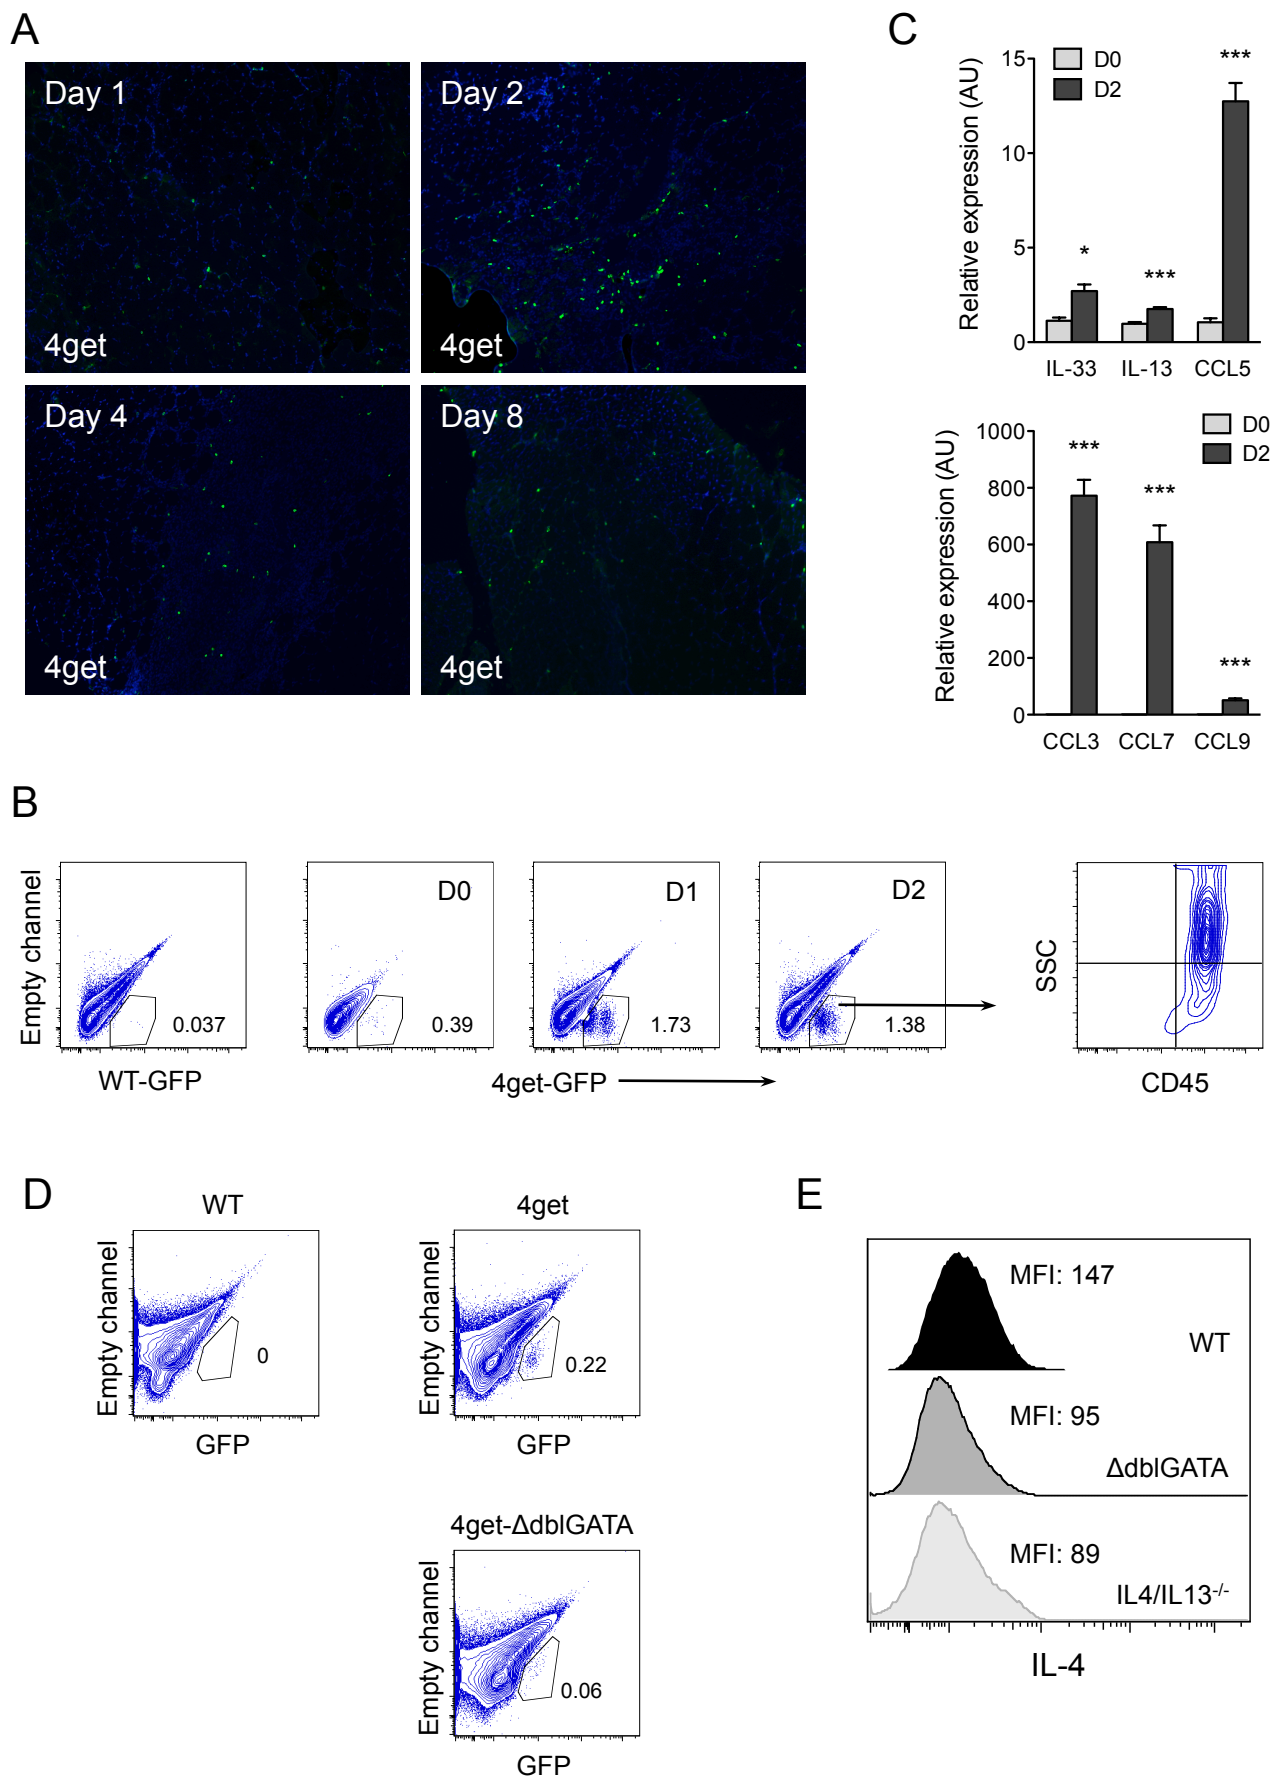 A
Day 1
4get
Day 2
4get
Day 4
4get
Day 8
4get
C
Relative expression (AU)
15
10
5
0
D0
D2
*
***
***
IL-33 IL-13 CCL5
Relative expression (AU)
1000
800
600
400
200
0
D0
D2
***
***
***
CCL3 CCL7 CCL9
B
Empty channel
0.037
WT-GFP
D0
0.39
D1
1.73
D2
1.38
4get-GFP
SSC
CD45
D
WT
Empty channel
0
GFP
4get
Empty channel
0.22
GFP
4get-ΔdblGATA
Empty channel
0.06
GFP
E
MFI: 147
WT
MFI: 95
ΔdblGATA
MFI: 89
IL4/IL13-/-
IL-4